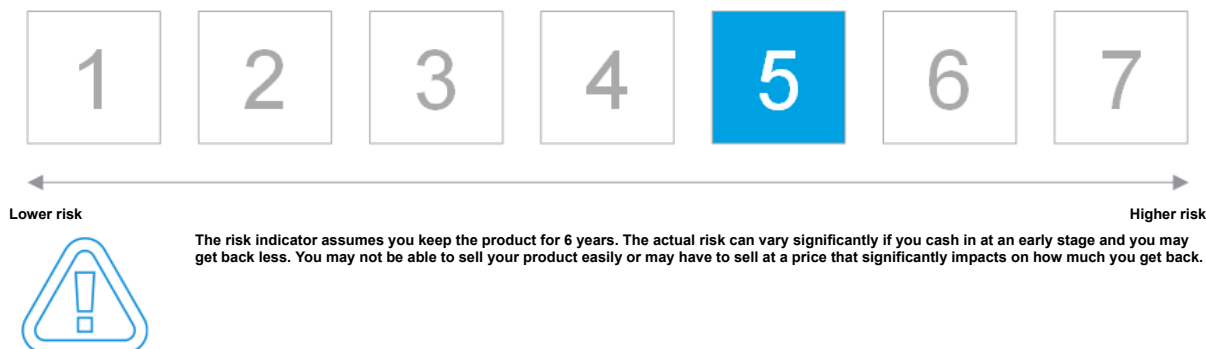 1 2 3 4 5 6 7
Lower risk Higher risk
The risk indicator assumes you keep the product for 6 years. The actual risk can vary significantly if you cash in at an early stage and you may
get back less. You may not be able to sell your product easily or may have to sell at a price that significantly impacts on how much you get back.